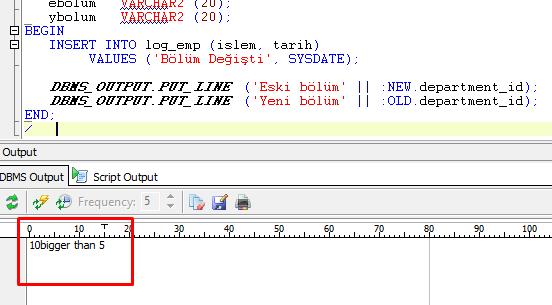 ebolum VARCHAR2 (20);
ybolum VARCHAR2 (20);
BEGIN
INSERT INTO log_emp (islem, tarih)
VALUES ('Bölüm Değişti', SYSDATE);
DBMS_OUTPUT.PUT_LINE ('Eski bölüm' || :NEW.department_id);
DBMS_OUTPUT.PUT_LINE ('Yeni bölüm' || :OLD.department_id);
END;
/
Output
DBMS Output Script Output
Frequency: 5
0 10 20 30 40 50 60 70 80 90 100
10bigger than 5